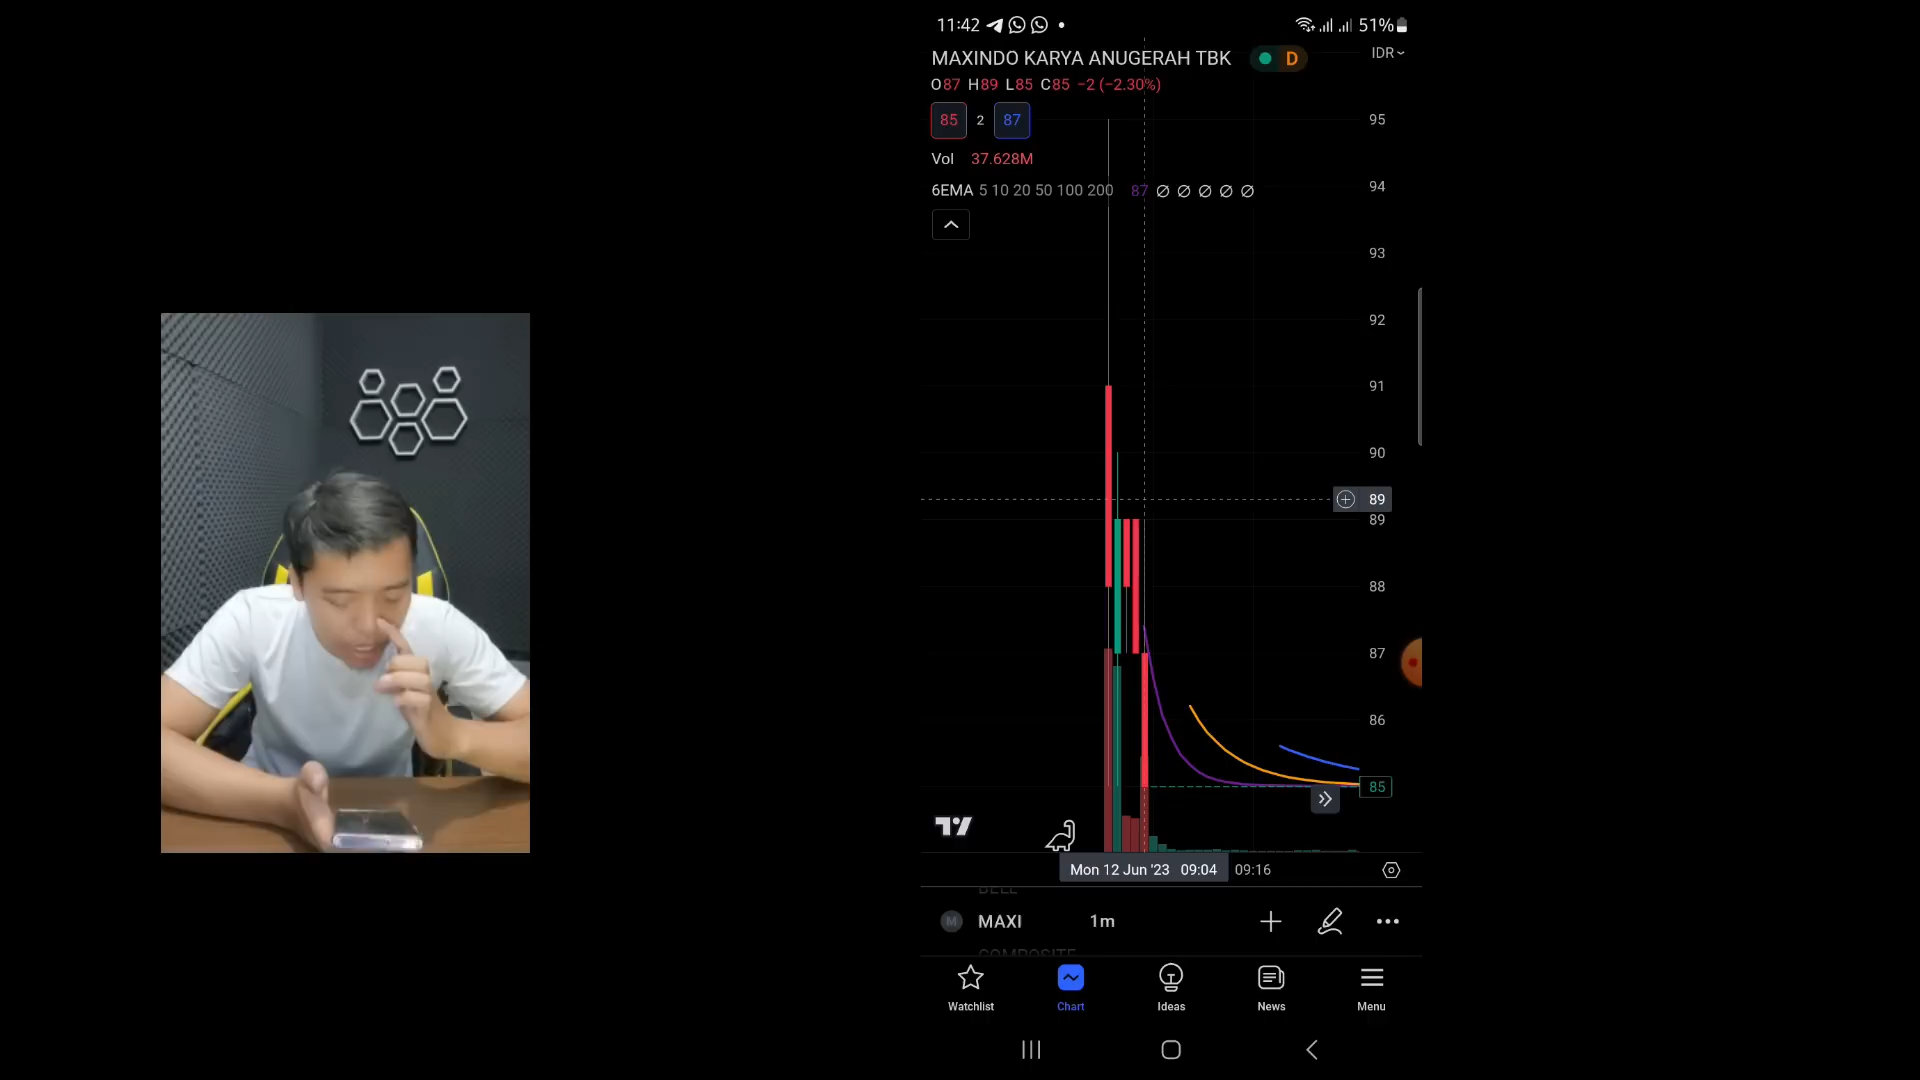 11:42
51%
MAXINDO KARYA ANUGERAH TBK D
IDR
O87 H89 L85 C85 −2 (−2.30%)
85 2 87
Vol 37.628M
6EMA 5 10 20 50 100 200 87 ∅ ∅ ∅ ∅ ∅
95
94
93
92
91
90
89
89
88
87
86
85
Mon 12 Jun '23 09:04 09:16
BELL
M MAXI 1m
COMPOSITE
Watchlist
Chart
Ideas
News
Menu